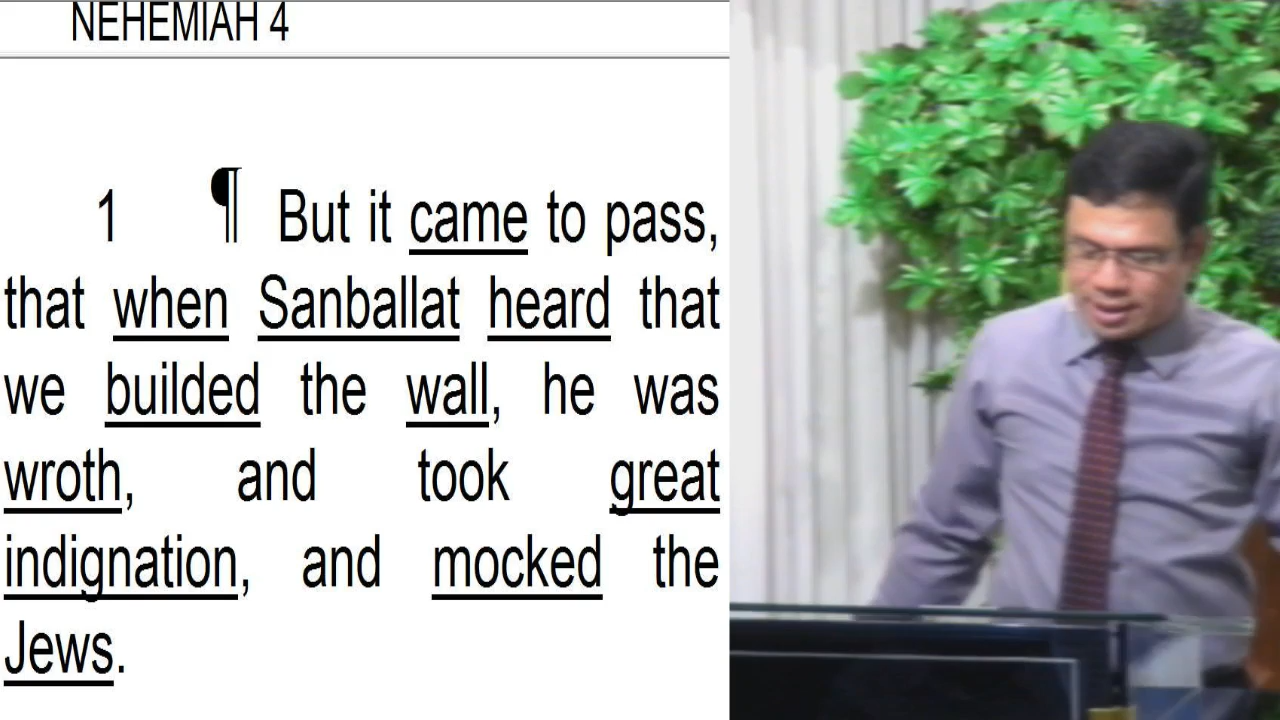 NEHEMIAH 4
1 ¶ But it came to pass,
that when Sanballat heard that
we builded the wall, he was
wroth, and took great
indignation, and mocked the
Jews.